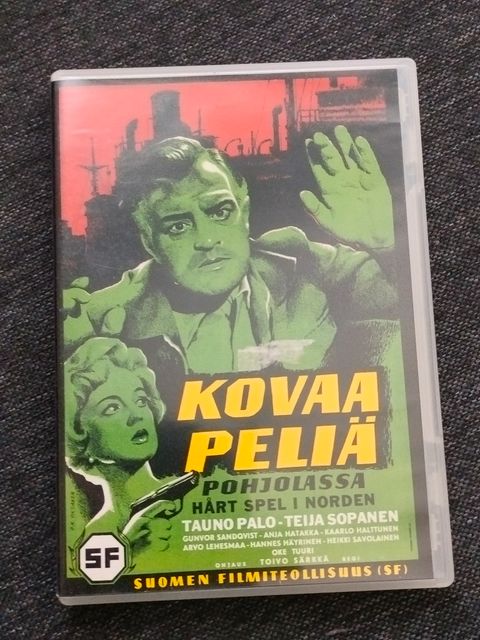 KOVAA
PELIÄ
POHJOLASSA
HÅRT SPEL I NORDEN
TAUNO PALO - TEIJA SOPANEN
GUNVOR SANDQVIST - ANJA HATAKKA - KAARLO HALTTUNEN
ARVO LEHESMAA - HANNES HÄYRINEN - HEIKKI SAVOLAINEN
OKE TUURI
OHJAUS TOIVO SÄRKKÄ REGI
SF
SUOMEN FILMITEOLLISUUS (SF)